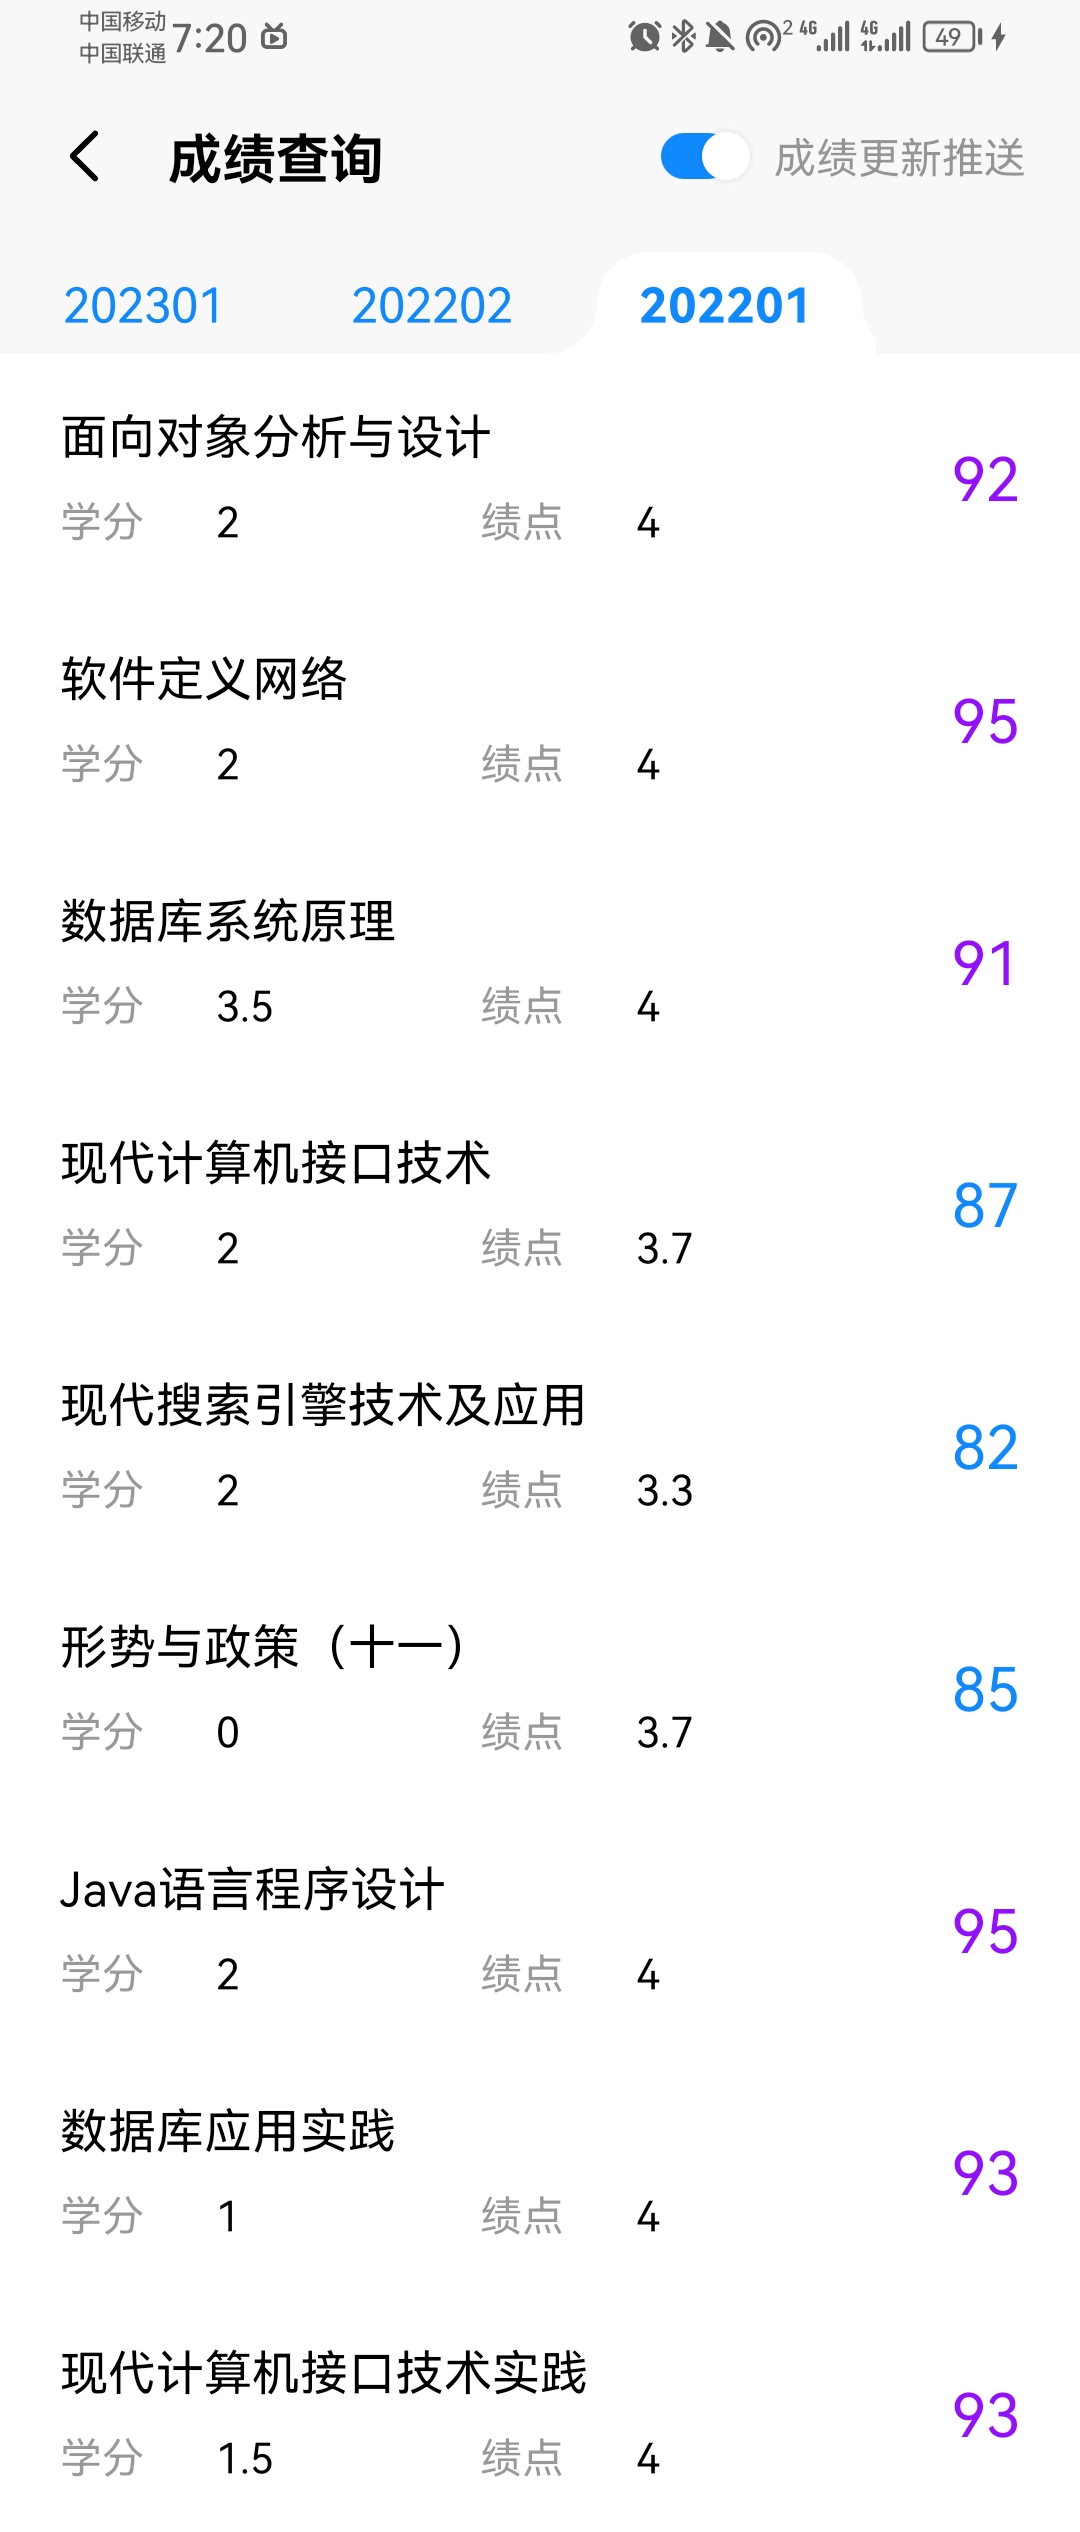 中国移动
中国联通
7:20
2 4G 4G 49
成绩查询 成绩更新推送
202301 202202 202201
面向对象分析与设计
92
学分 2 绩点 4
软件定义网络
95
学分 2 绩点 4
数据库系统原理
91
学分 3.5 绩点 4
现代计算机接口技术
87
学分 2 绩点 3.7
现代搜索引擎技术及应用
82
学分 2 绩点 3.3
形势与政策（十一）
85
学分 0 绩点 3.7
Java语言程序设计
95
学分 2 绩点 4
数据库应用实践
93
学分 1 绩点 4
现代计算机接口技术实践
93
学分 1.5 绩点 4